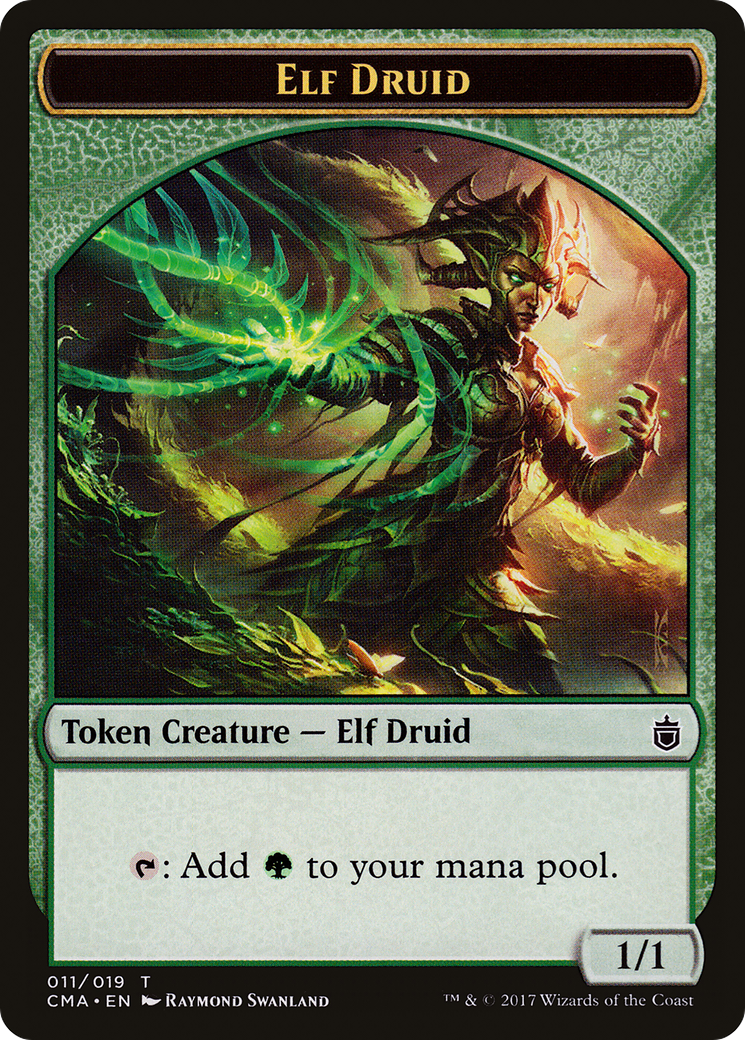 Elf Druid
Token Creature — Elf Druid
: Add to your mana pool.
1/1
011/019 T
CMA • EN Raymond Swanland
™ & © 2017 Wizards of the Coast